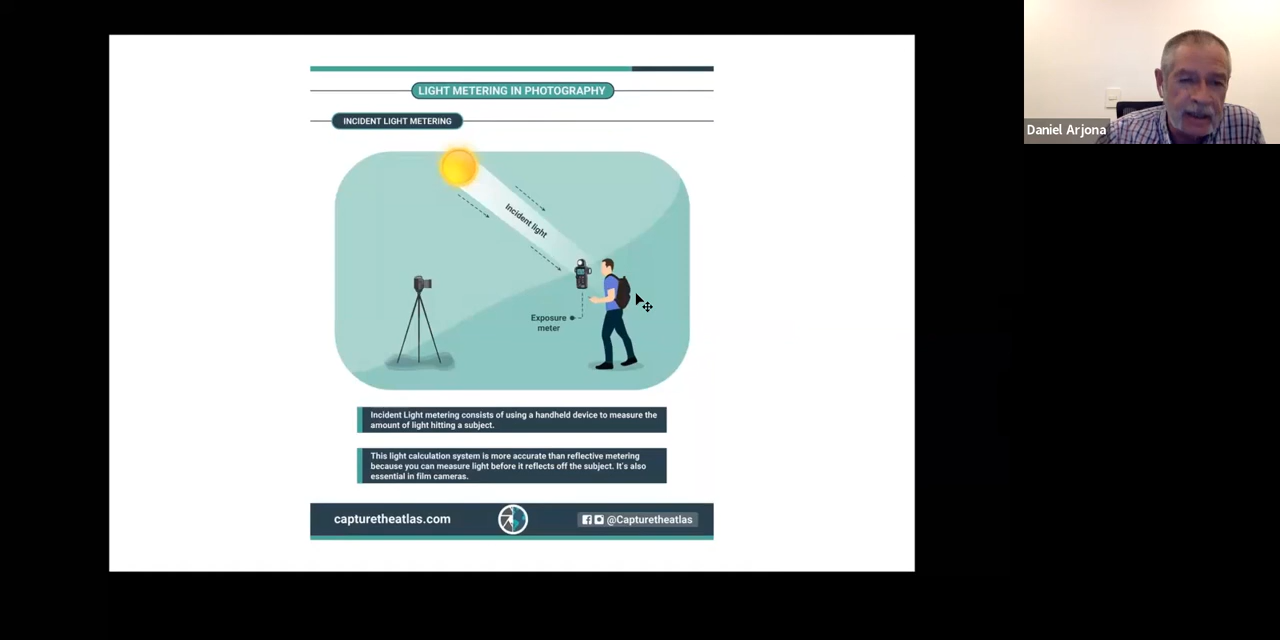 LIGHT METERING IN PHOTOGRAPHY
INCIDENT LIGHT METERING
Incident light
Exposure
meter
Incident Light metering consists of using a handheld device to measure the
amount of light hitting a subject.
This light calculation system is more accurate than reflective metering
because you can measure light before it reflects off the subject. It's also
essential in film cameras.
capturetheatlas.com
@Capturetheatlas
Daniel Arjona